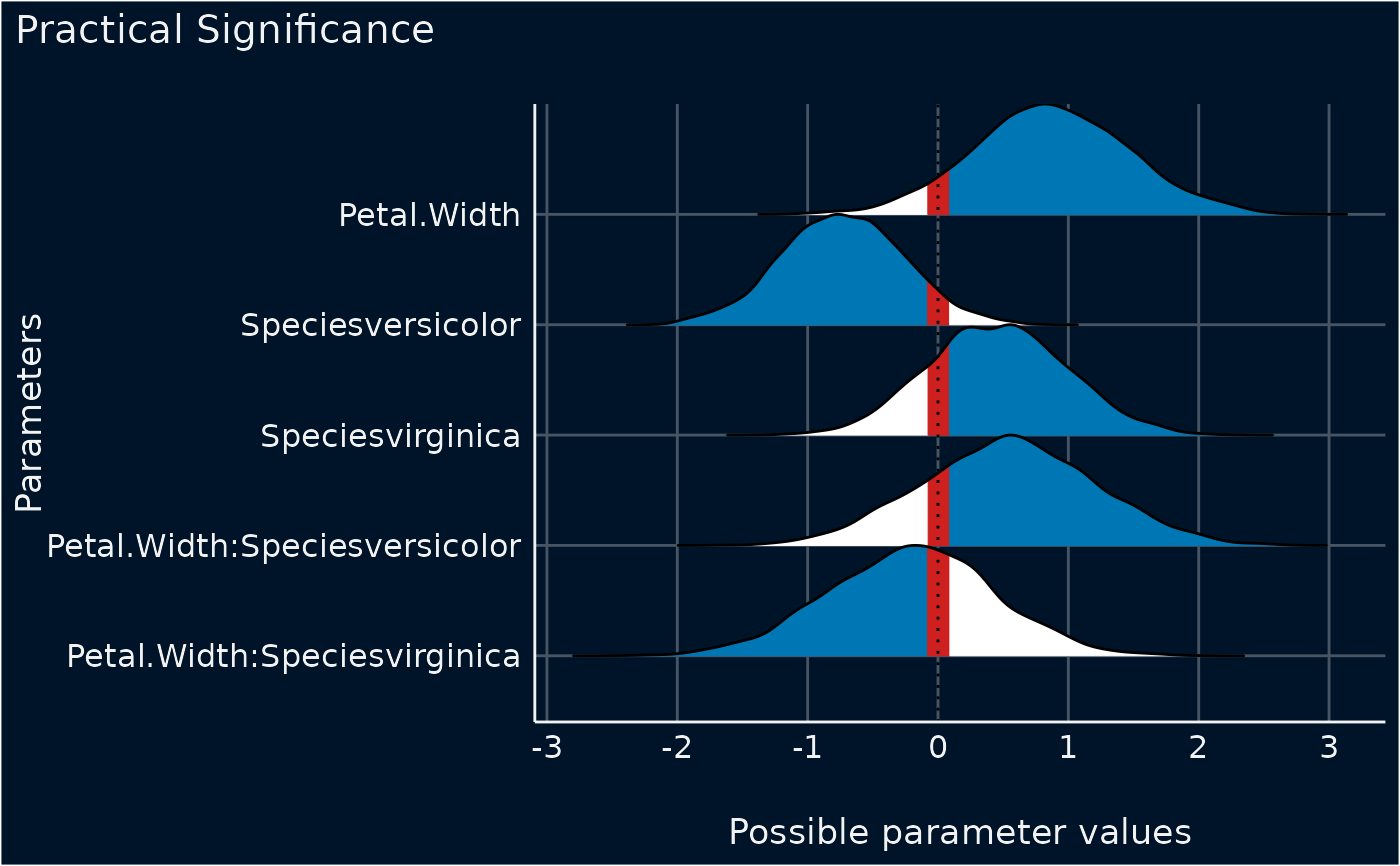 Practical Significance
Parameters
Petal.Width
Speciesversicolor
Speciesvirginica
Petal.Width:Speciesversicolor
Petal.Width:Speciesvirginica
-3 -2 -1 0 1 2 3
Possible parameter values